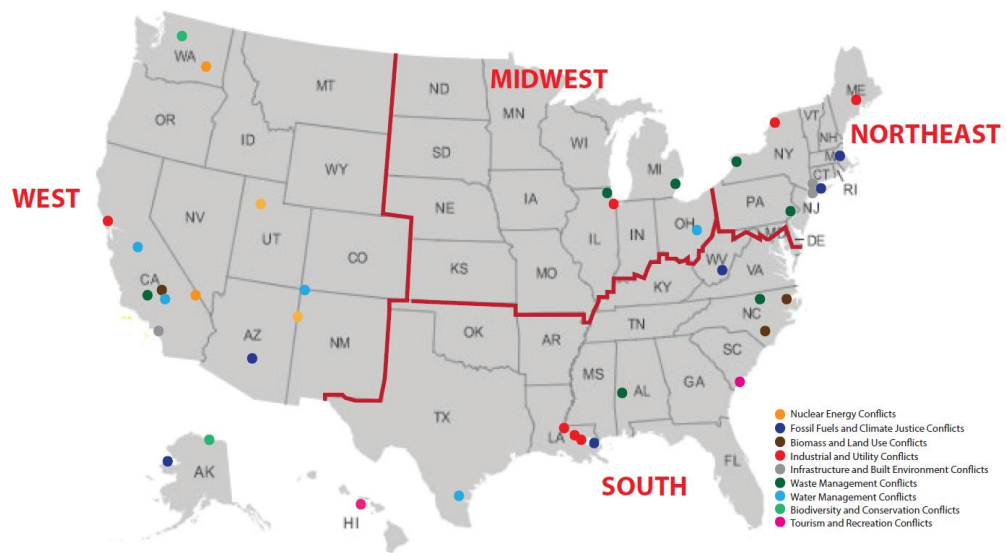 WA
MT
ND
MIDWEST
MN
ME
VT
NH
NORTHEAST
OR
ID
WY
SD
WI
MI
NY
M
CT
RI
WEST
NV
UT
CO
NE
IA
IL
IN
OH
PA
NJ
MD
DE
CA
KS
MO
KY
WV
VA
AZ
NM
OK
AR
TN
NC
SC
MS
AL
GA
TX
LA
FL
SOUTH
AK
HI
Nuclear Energy Conflicts
Fossil Fuels and Climate Justice Conflicts
Biomass and Land Use Conflicts
Industrial and Utility Conflicts
Infrastructure and Built Environment Conflicts
Waste Management Conflicts
Water Management Conflicts
Biodiversity and Conservation Conflicts
Tourism and Recreation Conflicts